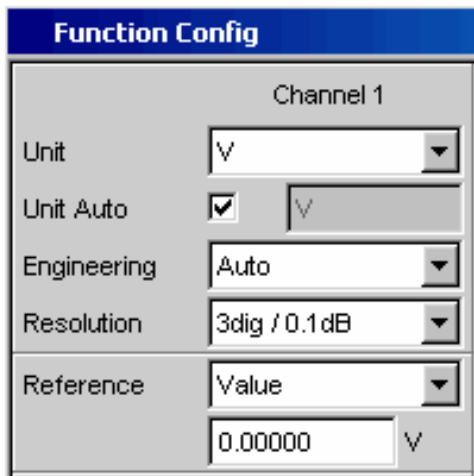 Function Config
Channel 1
Unit V
Unit Auto V
Engineering Auto
Resolution 3dig / 0.1dB
Reference Value
0.00000 V